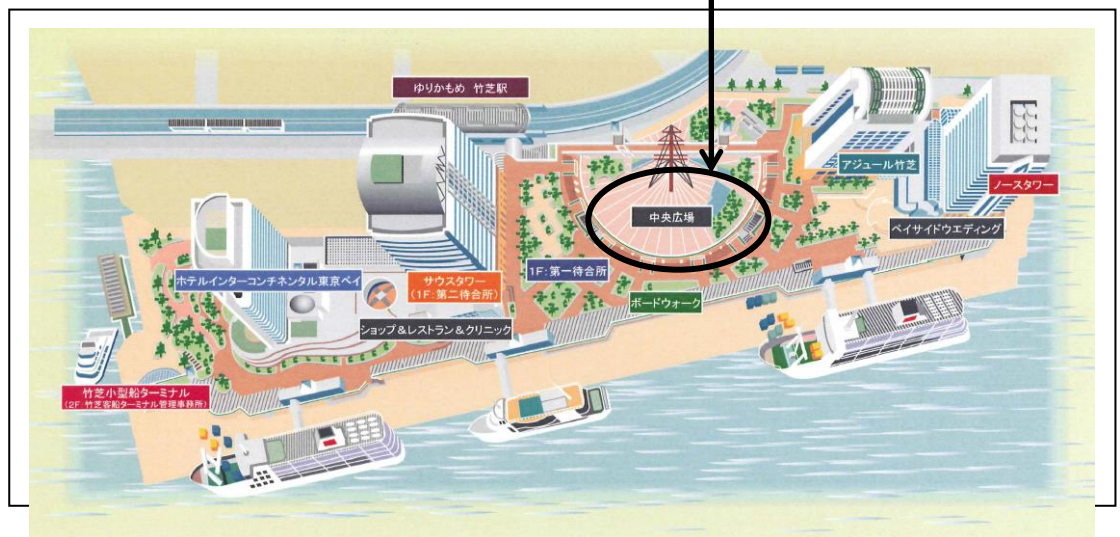 ゆりかもめ 竹芝駅
アジュール竹芝
ノースタワー
中央広場
ベイサイドウエディング
1F:第一待合所
ホテルインターコンチネンタル東京ベイ
サウスタワー
(1F:第二待合所)
ボードウォーク
ショップ&レストラン&クリニック
竹芝小型船ターミナル
(2F:竹芝客船ターミナル管理事務所)